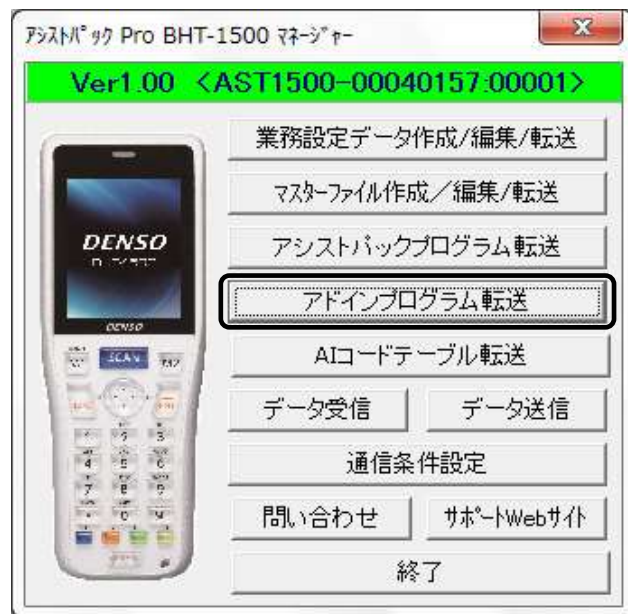 ｱｼｽﾄﾊﾟｯｸ Pro BHT-1500 ﾏﾈｰｼﾞｬｰ
Ver1.00 <AST1500-00040157:00001>
業務設定データ作成/編集/転送
ﾏｽﾀｰﾌｧｲﾙ作成／編集/転送
アシストパックプログラム転送
アドインプログラム転送
AIコードテーブル転送
データ受信
データ送信
通信条件設定
問い合わせ
ｻﾎﾟｰﾄWebｻｲﾄ
終了
DENSO
DENSO
SCAN